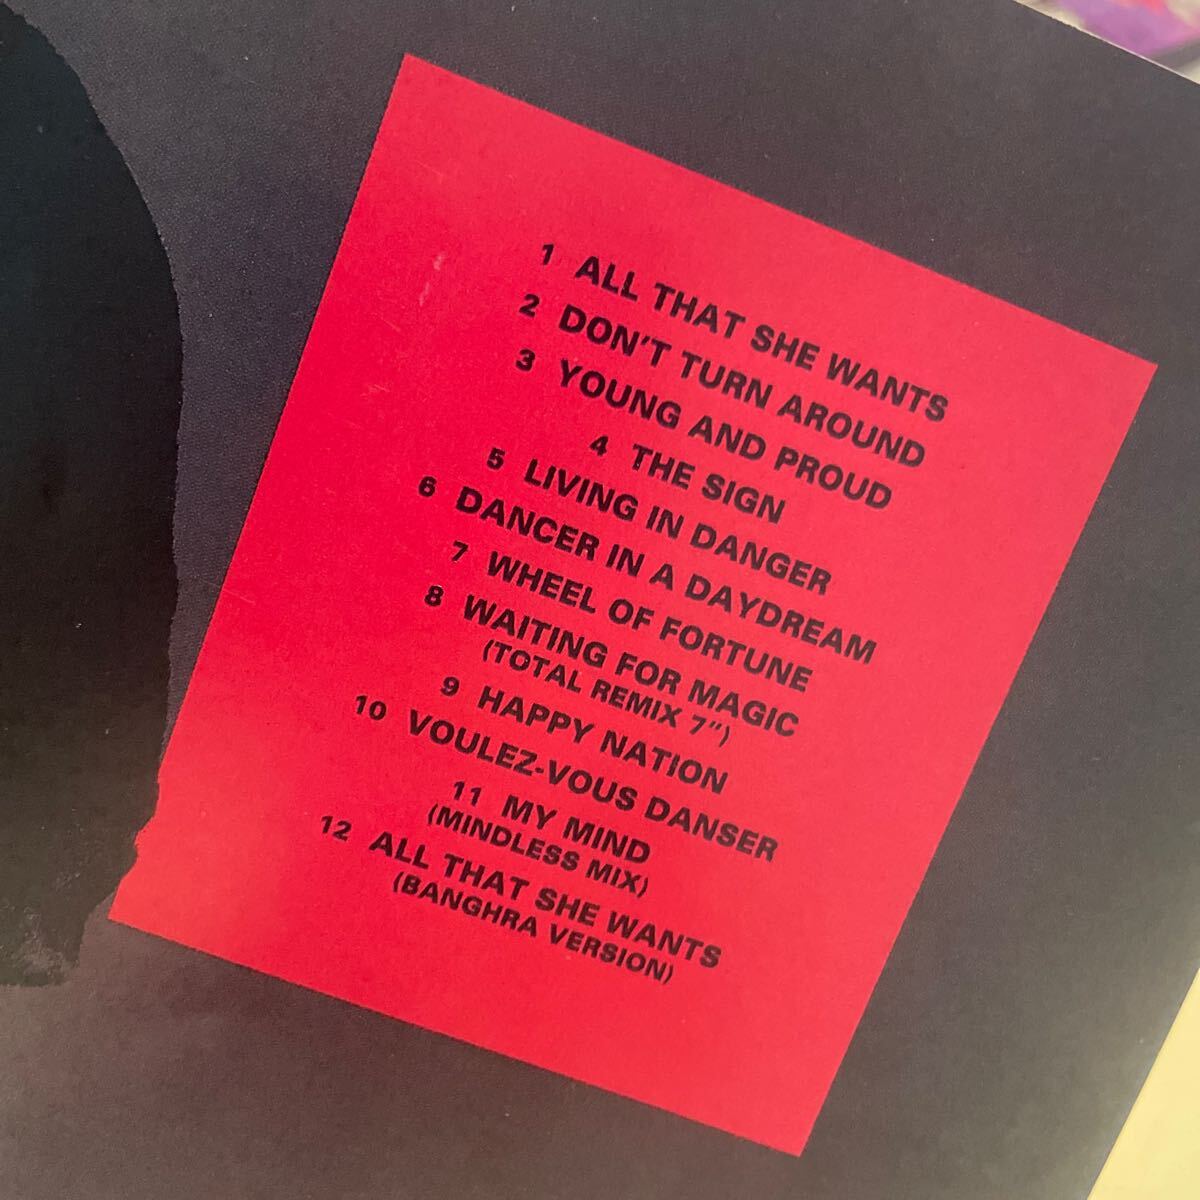 1 ALL THAT SHE WANTS
2 DON'T TURN AROUND
3 YOUNG AND PROUD
4 THE SIGN
5 LIVING IN DANGER
6 DANCER IN A DAYDREAM
7 WHEEL OF FORTUNE
8 WAITING FOR MAGIC
(TOTAL REMIX 7")
9 HAPPY NATION
10 VOULEZ-VOUS DANSER
11 MY MIND
(MINDLESS MIX)
12 ALL THAT SHE WANTS
(BANGHRA VERSION)